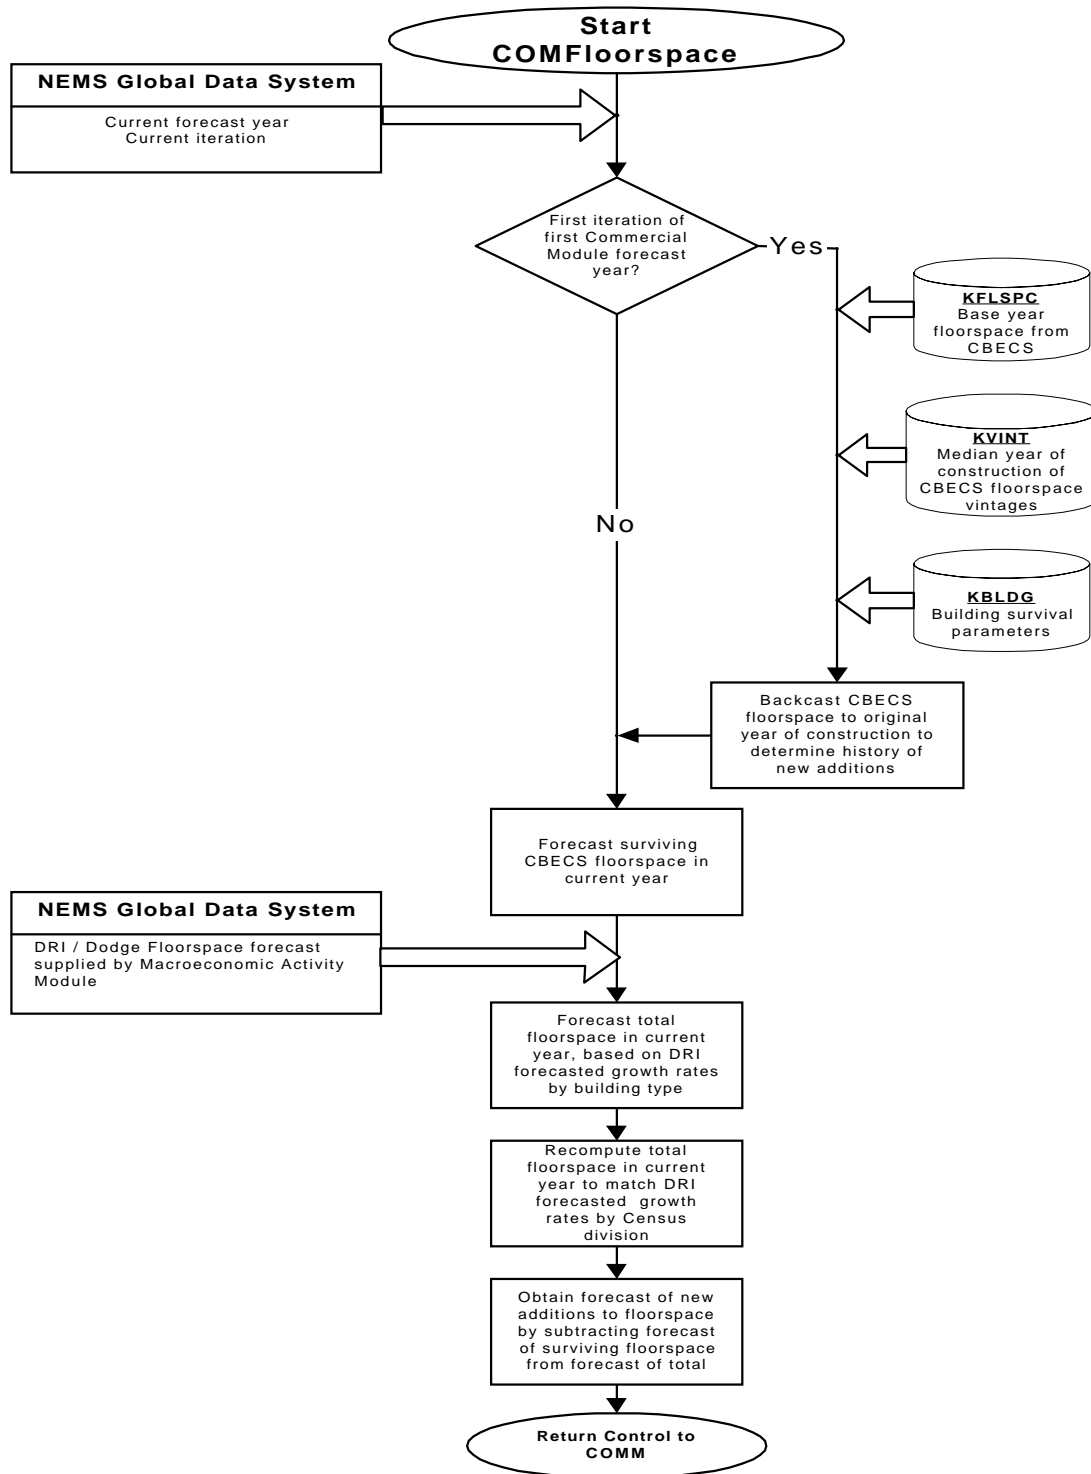 Start
COMFloorspace
NEMS Global Data System
Current forecast year
Current iteration
First iteration of
first Commercial
Module forecast
year?
Yes
KFLSPC
Base year
floorspace from
CBECS
KVINT
Median year of
construction of
CBECS floorspace
vintages
No
KBLDG
Building survival
parameters
Backcast CBECS
floorspace to original
year of construction to
determine history of
new additions
Forecast surviving
CBECS floorspace in
current year
NEMS Global Data System
DRI / Dodge Floorspace forecast
supplied by Macroeconomic Activity
Module
Forecast total
floorspace in current
year, based on DRI
forecasted growth rates
by building type
Recompute total
floorspace in current
year to match DRI
forecasted growth
rates by Census
division
Obtain forecast of new
additions to floorspace
by subtracting forecast
of surviving floorspace
from forecast of total
Return Control to
COMM